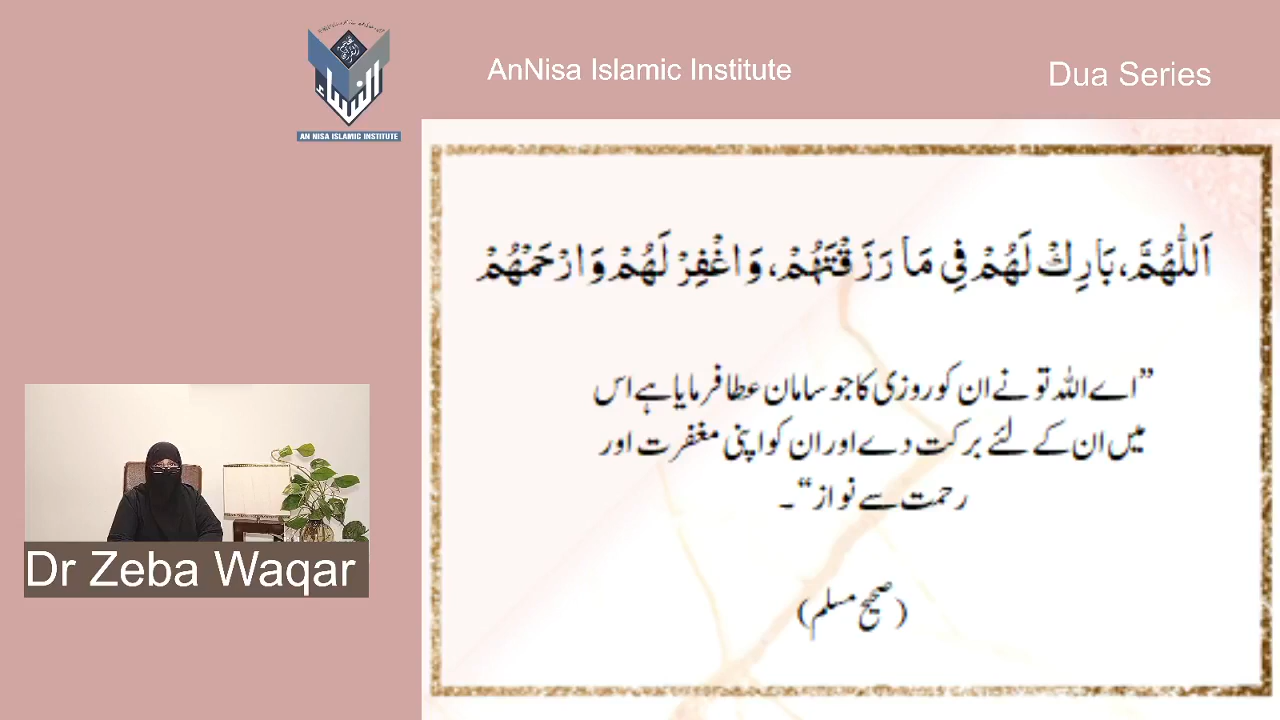 AnNisa Islamic Institute
Dua Series
AN NISA ISLAMIC INSTITUTE
النساء
اَللّٰهُمَّ، بَارِكْ لَهُمْ فِي مَا رَزَقْتَهُمْ، وَاغْفِرْ لَهُمْ وَارْحَمْهُمْ
”اے اللہ تو نے ان کو روزی کا جو سامان عطا فرمایا ہے اس
میں ان کے لئے برکت دے اور ان کو اپنی مغفرت اور
رحمت سے نواز“۔
(صحیح مسلم)
Dr Zeba Waqar